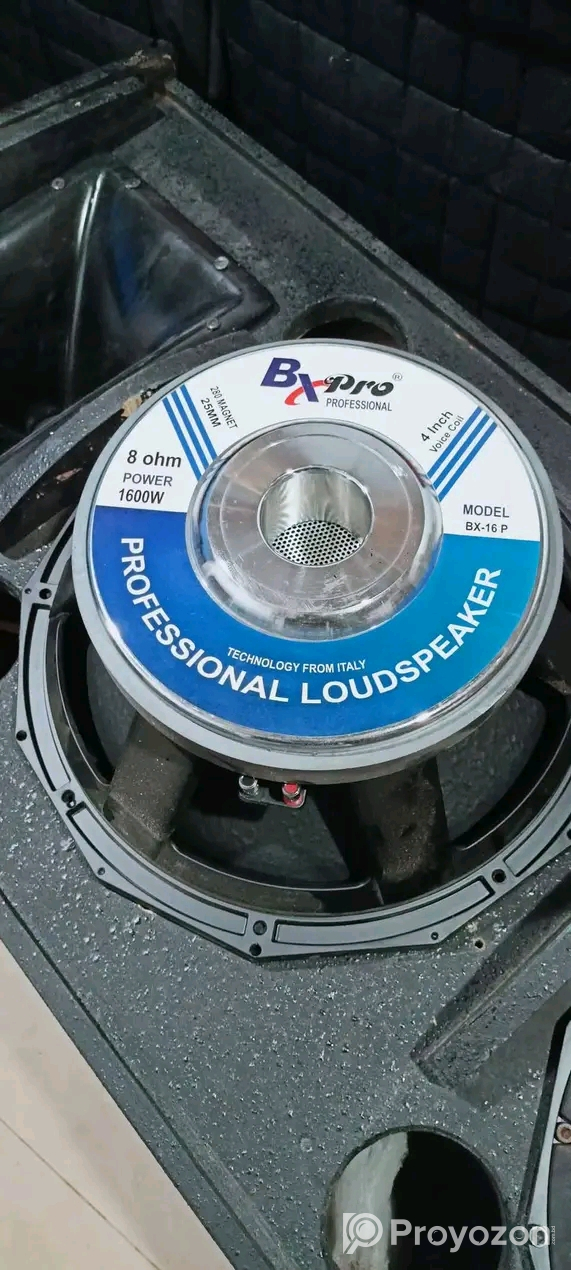 BxPro®
PROFESSIONAL
280 MAGNET
25MM
4 Inch
Voice Coil
8 ohm
POWER
1600W
MODEL
BX-16 P
TECHNOLOGY FROM ITALY
PROFESSIONAL LOUDSPEAKER
Proyozon